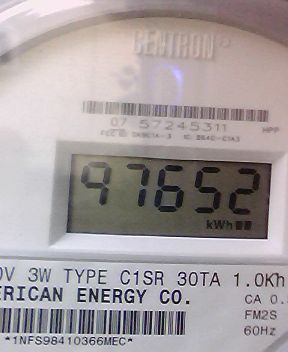 CENTRON®
07 57245311 HPP
97652
kWh
0V 3W TYPE C1SR 30TA 1.0Kh
ERICAN ENERGY CO.
CA 0.
FM2S
60Hz
*1NFS98410366MEC*